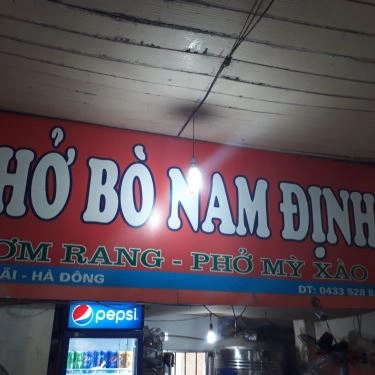 HỞ BÒ NAM ĐỊNH
ƠM RANG - PHỞ MỲ XÀO
ÃI - HÀ ĐÔNG
ĐT: 0433 528 8
pepsi